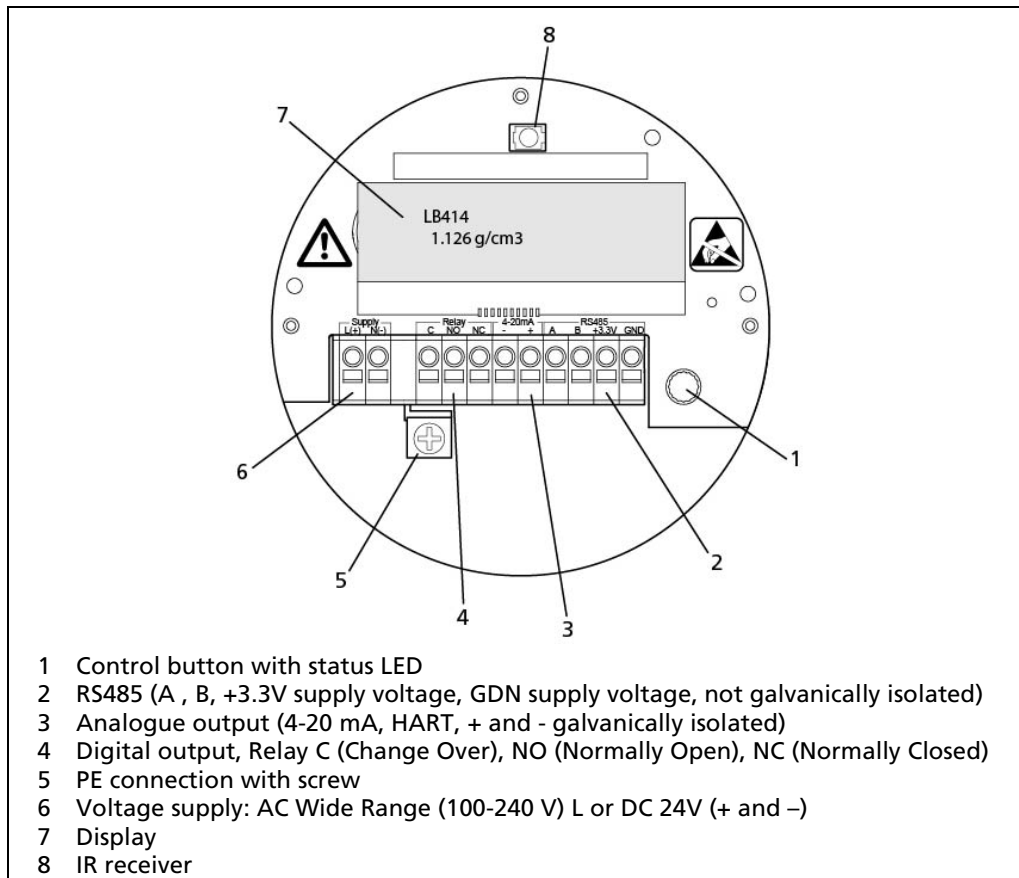 8
7
LB414
1.126 g/cm3
Supply Relay 4-20mA RS485
L(+) N(-) C NO NC - + A B +3.3V GND
1
6
2
5
4
3
1 Control button with status LED
2 RS485 (A , B, +3.3V supply voltage, GDN supply voltage, not galvanically isolated)
3 Analogue output (4-20 mA, HART, + and - galvanically isolated)
4 Digital output, Relay C (Change Over), NO (Normally Open), NC (Normally Closed)
5 PE connection with screw
6 Voltage supply: AC Wide Range (100-240 V) L or DC 24V (+ and –)
7 Display
8 IR receiver